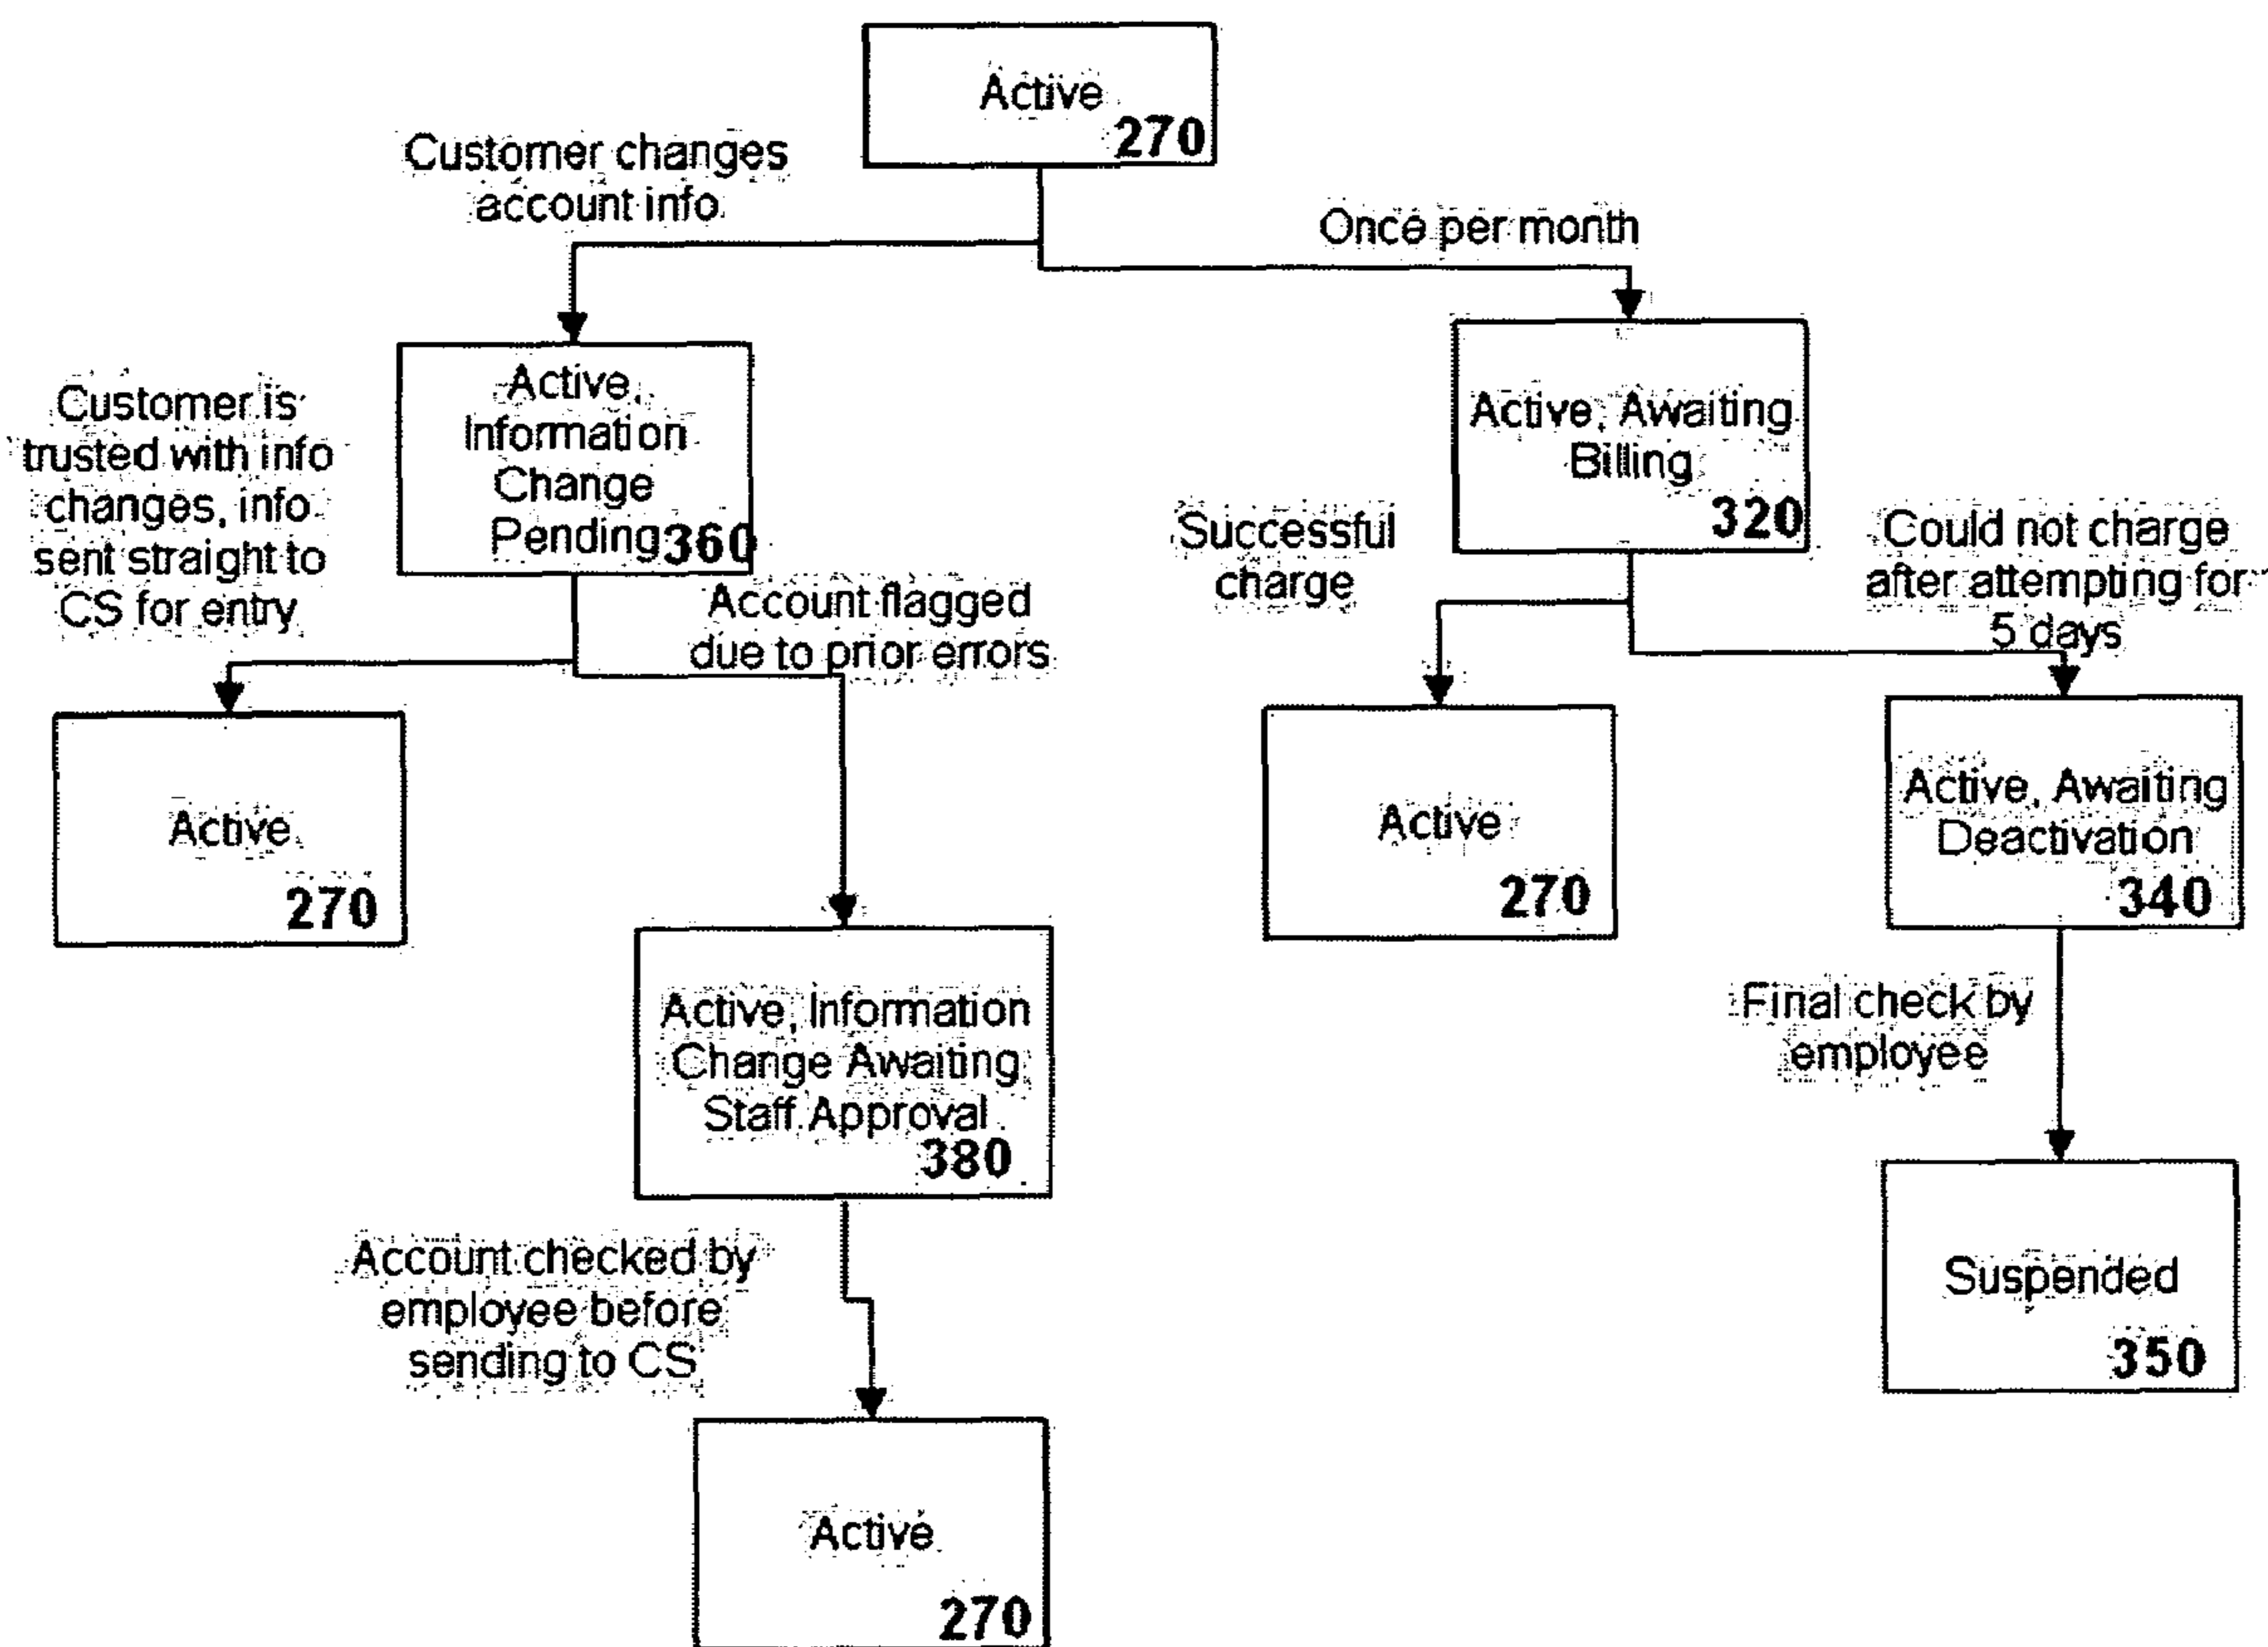 Active
270
Customer changes
account info
Once per month
Active,
Information
Change
Pending 360
Active, Awaiting
Billing
320
Customer is
trusted with info
changes, info
sent straight to
CS for entry
Account flagged
due to prior errors
Successful
charge
Could not charge
after attempting for
5 days
Active
270
Active
270
Active, Awaiting
Deactivation
340
Active, Information
Change Awaiting
Staff Approval
380
Final check by
employee
Account checked by
employee before
sending to CS
Suspended
350
Active
270